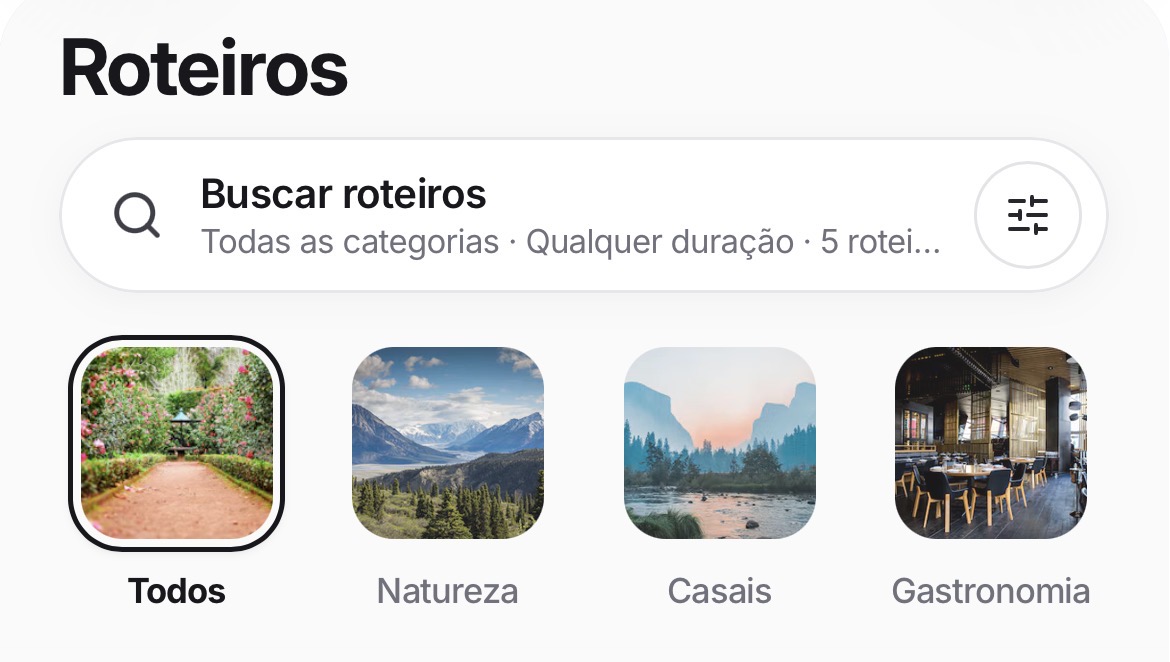 Roteiros
Buscar roteiros
Todas as categorias · Qualquer duração · 5 rotei...
Todos
Natureza
Casais
Gastronomia